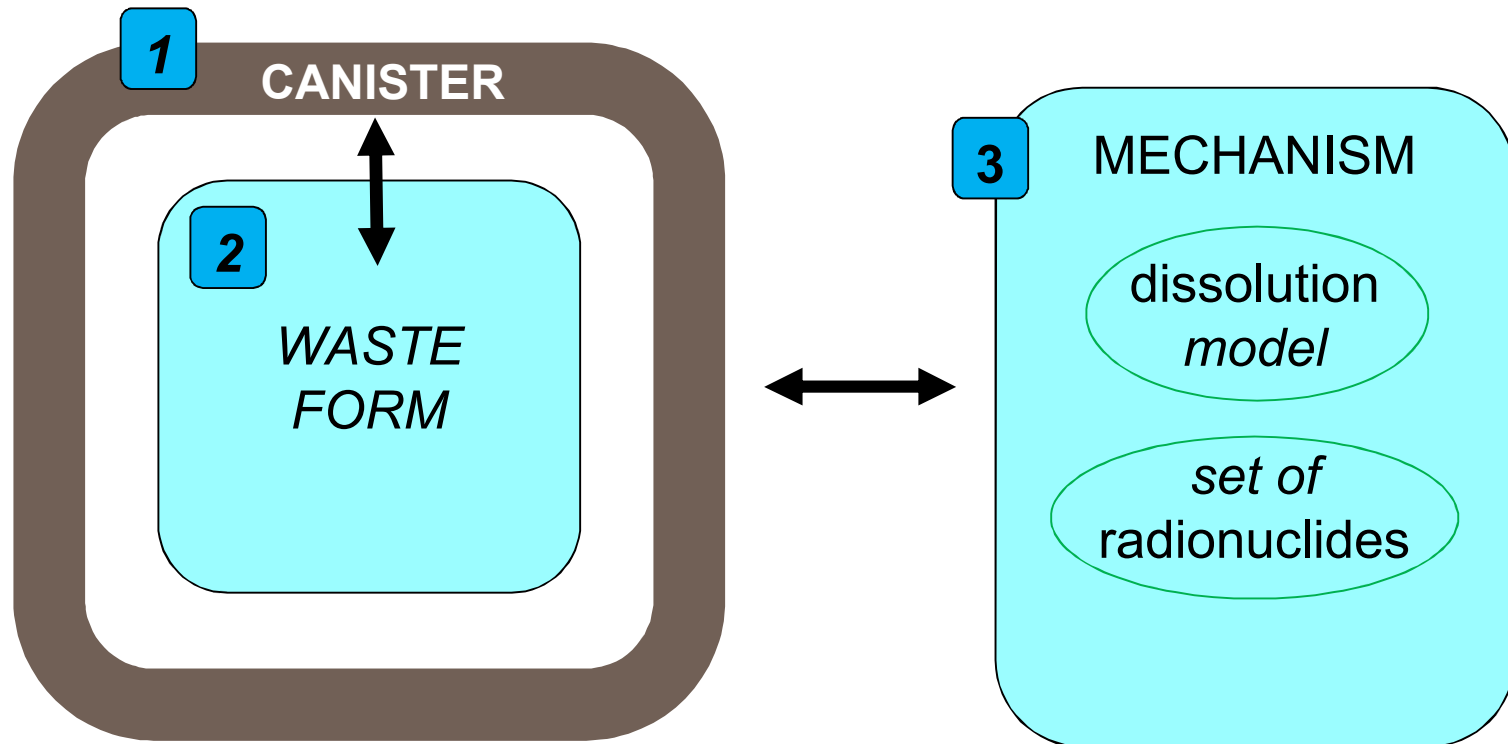 1
CANISTER
2
WASTE
FORM
3
MECHANISM
dissolution
model
set of
radionuclides